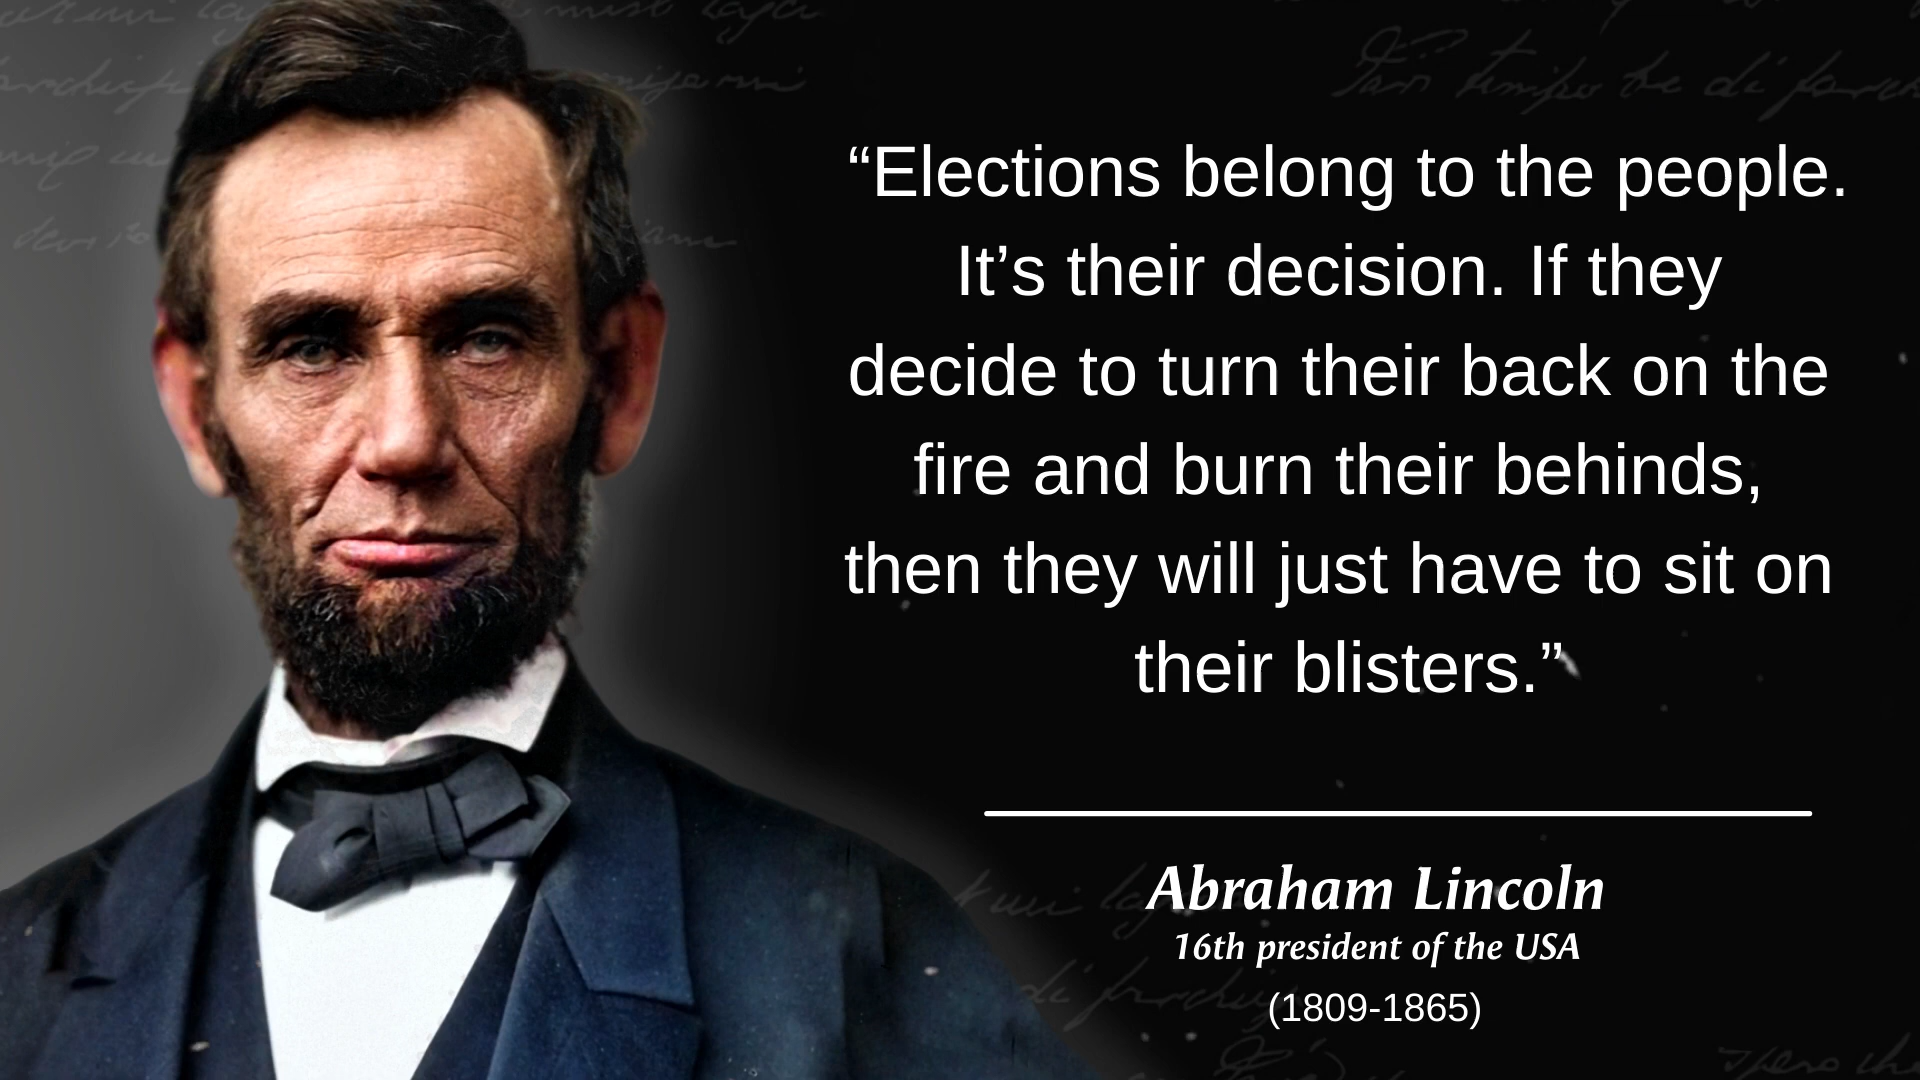 “Elections belong to the people.
It’s their decision. If they
decide to turn their back on the
fire and burn their behinds,
then they will just have to sit on
their blisters.”
Abraham Lincoln
16th president of the USA
(1809-1865)